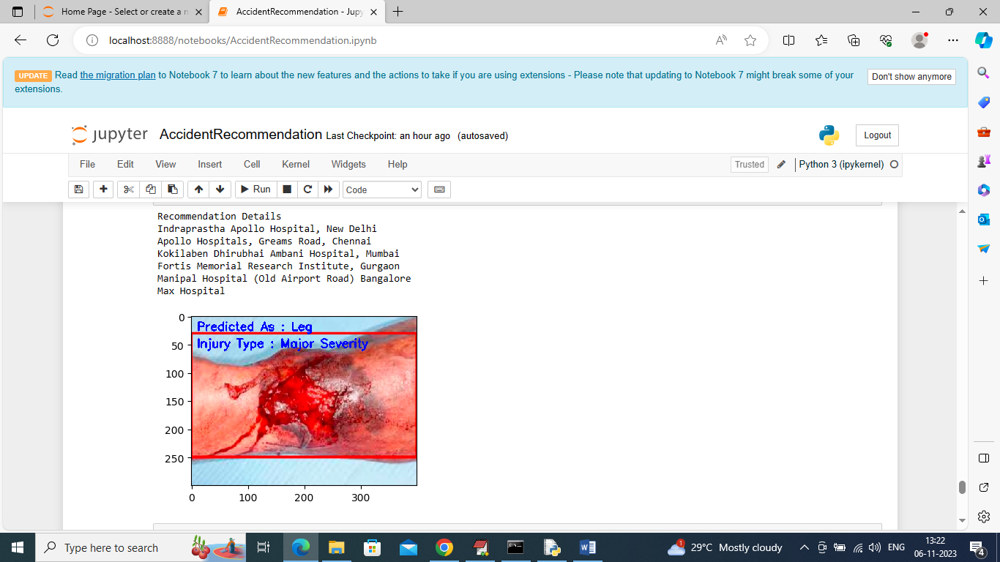 Home Page - Select or create a n
AccidentRecommendation - Jupy
localhost:8888/notebooks/AccidentRecommendation.ipynb
UPDATE Read the migration plan to Notebook 7 to learn about the new features and the actions to take if you are using extensions - Please note that updating to Notebook 7 might break some of your
extensions.
Don't show anymore
jupyter AccidentRecommendation Last Checkpoint: an hour ago (autosaved)
Logout
File Edit View Insert Cell Kernel Widgets Help
Trusted
Python 3 (ipykernel)
Run
Code
Recommendation Details
Indraprastha Apollo Hospital, New Delhi
Apollo Hospitals, Greams Road, Chennai
Kokilaben Dhirubhai Ambani Hospital, Mumbai
Fortis Memorial Research Institute, Gurgaon
Manipal Hospital (Old Airport Road) Bangalore
Max Hospital
0
Predicted As : Leg
50
Injury Type : Major Severity
100
150
200
250
0 100 200 300
Type here to search
1
29°C Mostly cloudy
ENG
13:22
06-11-2023
4